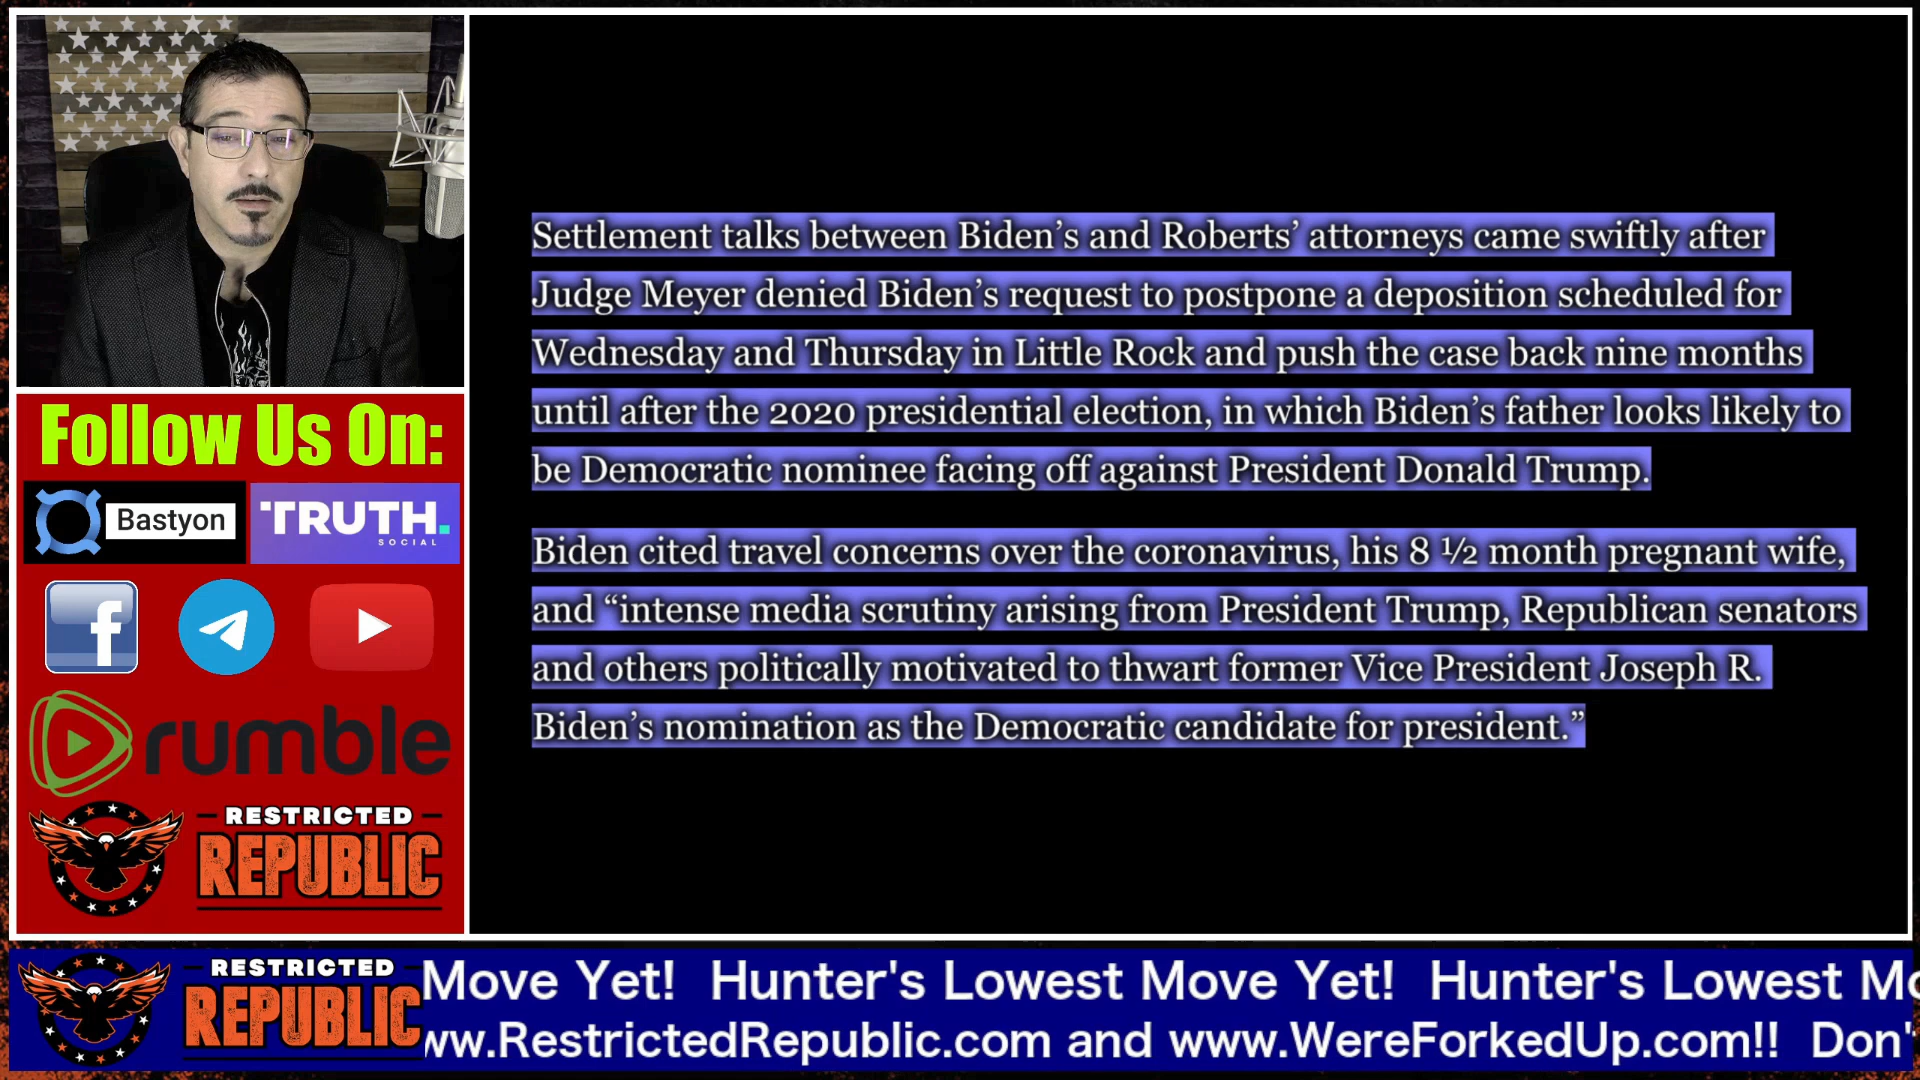 Settlement talks between Biden’s and Roberts’ attorneys came swiftly after
Judge Meyer denied Biden’s request to postpone a deposition scheduled for
Wednesday and Thursday in Little Rock and push the case back nine months
until after the 2020 presidential election, in which Biden’s father looks likely to
be Democratic nominee facing off against President Donald Trump.
Biden cited travel concerns over the coronavirus, his 8 ½ month pregnant wife,
and “intense media scrutiny arising from President Trump, Republican senators
and others politically motivated to thwart former Vice President Joseph R.
Biden’s nomination as the Democratic candidate for president.”
Follow Us On:
Bastyon
TRUTH.
SOCIAL
f
rumble
RESTRICTED
REPUBLIC
RESTRICTED
REPUBLIC
Move Yet! Hunter's Lowest Move Yet! Hunter's Lowest Mo
ww.RestrictedRepublic.com and www.WereForkedUp.com!! Don'